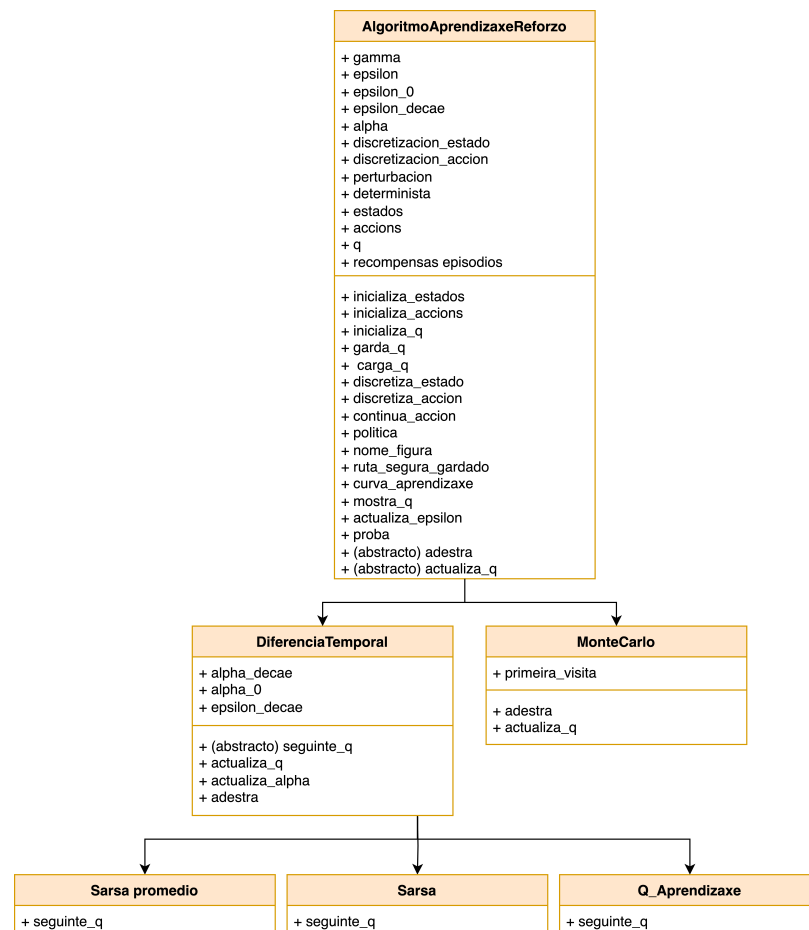 AlgoritmoAprendizaxeReforzo
+ gamma
+ epsilon
+ epsilon_0
+ epsilon_decae
+ alpha
+ discretizacion_estado
+ discretizacion_accion
+ perturbacion
+ determinista
+ estados
+ accions
+ q
+ recompensas episodios
+ inicializa_estados
+ inicializa_accions
+ inicializa_q
+ garda_q
+ carga_q
+ discretiza_estado
+ discretiza_accion
+ continua_accion
+ politica
+ nome_figura
+ ruta_segura_gardado
+ curva_aprendizaxe
+ mostra_q
+ actualiza_epsilon
+ proba
+ (abstracto) adestra
+ (abstracto) actualiza_q
DiferenciaTemporal
+ alpha_decae
+ alpha_0
+ epsilon_decae
+ (abstracto) seguinte_q
+ actualiza_q
+ actualiza_alpha
+ adestra
MonteCarlo
+ primeira_visita
+ adestra
+ actualiza_q
Sarsa promedio
+ seguinte_q
Sarsa
+ seguinte_q
Q_Aprendizaxe
+ seguinte_q